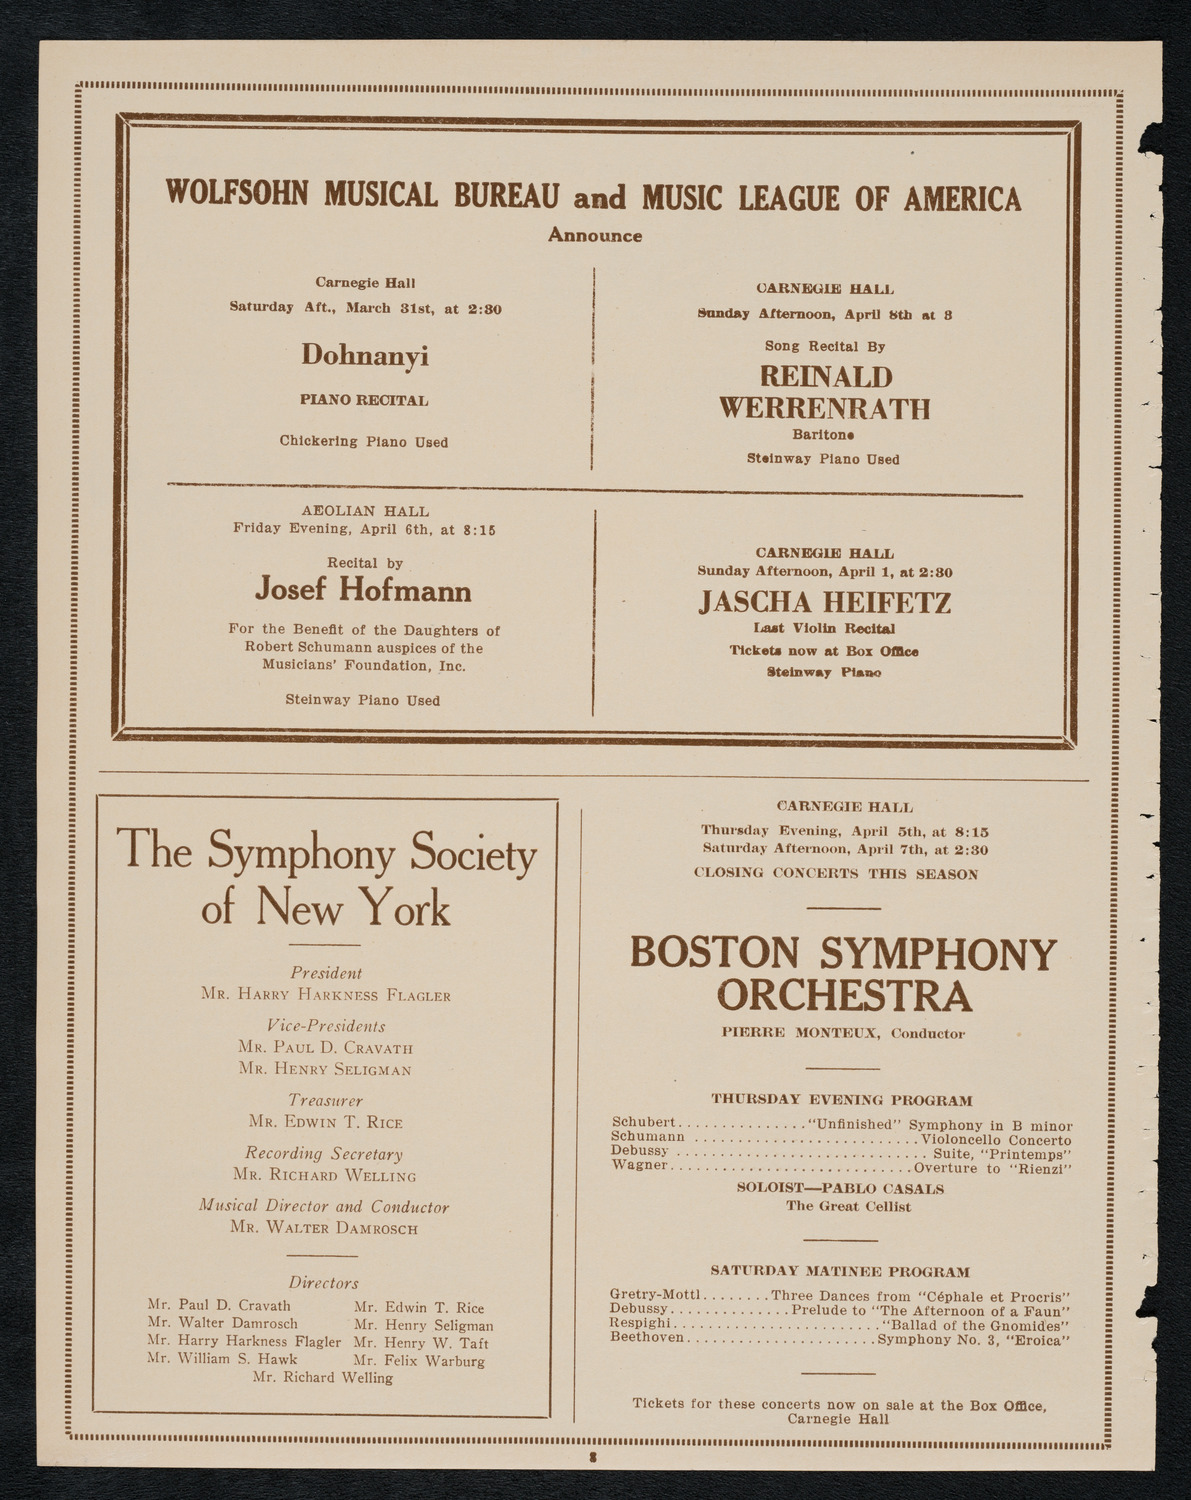 WOLFSOHN MUSICAL BUREAU and MUSIC LEAGUE OF AMERICA
Announce
Carnegie Hall
Saturday Aft., March 31st, at 2:30
Dohnanyi
PIANO RECITAL
Chickering Piano Used
CARNEGIE HALL
Sunday Afternoon, April 8th at 3
Song Recital By
REINALD
WERRENRATH
Baritone
Steinway Piano Used
AEOLIAN HALL
Friday Evening, April 6th, at 8:15
Recital by
Josef Hofmann
For the Benefit of the Daughters of
Robert Schumann auspices of the
Musicians' Foundation, Inc.
Steinway Piano Used
CARNEGIE HALL
Sunday Afternoon, April 1, at 2:30
JASCHA HEIFETZ
Last Violin Recital
Tickets now at Box Office
Steinway Piano
The Symphony Society
of New York
President
MR. HARRY HARKNESS FLAGLER
Vice-Presidents
MR. PAUL D. CRAVATH
MR. HENRY SELIGMAN
Treasurer
MR. EDWIN T. RICE
Recording Secretary
MR. RICHARD WELLING
Musical Director and Conductor
MR. WALTER DAMROSCH
Directors
Mr. Paul D. Cravath Mr. Edwin T. Rice
Mr. Walter Damrosch Mr. Henry Seligman
Mr. Harry Harkness Flagler Mr. Henry W. Taft
Mr. William S. Hawk Mr. Felix Warburg
Mr. Richard Welling
CARNEGIE HALL
Thursday Evening, April 5th, at 8:15
Saturday Afternoon, April 7th, at 2:30
CLOSING CONCERTS THIS SEASON
BOSTON SYMPHONY
ORCHESTRA
PIERRE MONTEUX, Conductor
THURSDAY EVENING PROGRAM
Schubert..............."Unfinished" Symphony in B minor
Schumann ..........................Violoncello Concerto
Debussy ............................ Suite, "Printemps"
Wagner............................Overture to "Rienzi"
SOLOIST—PABLO CASALS
The Great Cellist
SATURDAY MATINEE PROGRAM
Gretry-Mottl........Three Dances from "Céphale et Procris"
Debussy..............Prelude to "The Afternoon of a Faun"
Respighi........................."Ballad of the Gnomides"
Beethoven.......................Symphony No. 3, "Eroica"
Tickets for these concerts now on sale at the Box Office,
Carnegie Hall
8